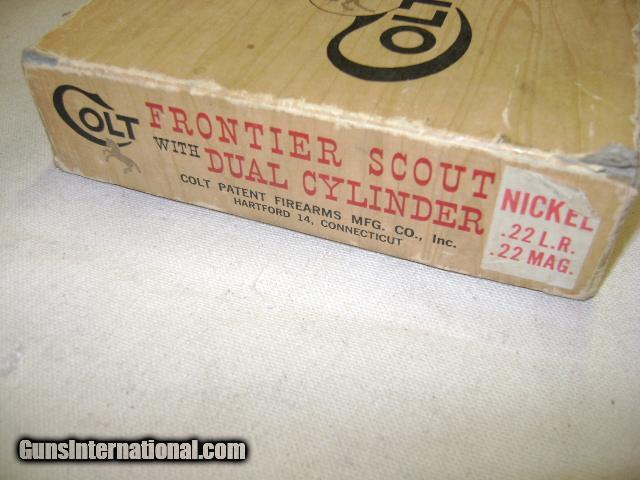 COLT
COLT
FRONTIER SCOUT
WITH DUAL CYLINDER
COLT PATENT FIREARMS MFG. CO., Inc.
HARTFORD 14, CONNECTICUT
NICKEL
.22 L.R.
.22 MAG.
GunsInternational.com